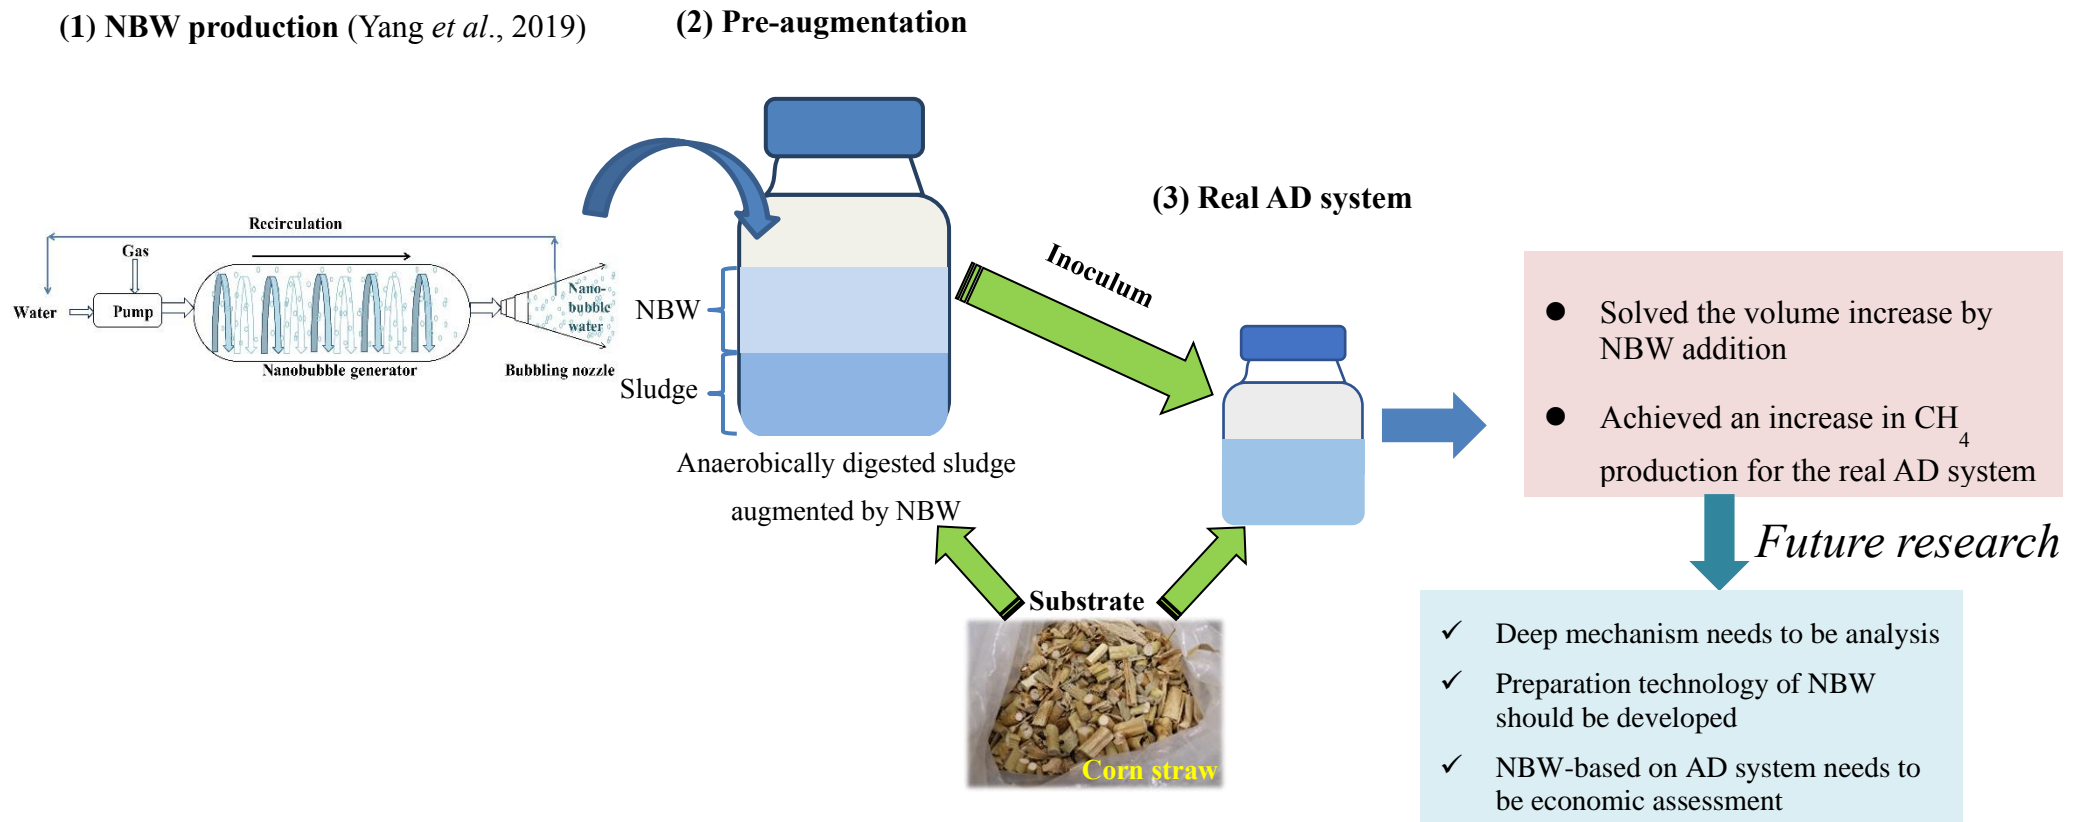 (1) NBW production (Yang et al., 2019)
(2) Pre-augmentation
Recirculation
Gas
Water
Pump
Nanobubble generator
Nano-
bubble
water
Bubbling nozzle
NBW
Sludge
Anaerobically digested sludge
augmented by NBW
Inoculum
(3) Real AD system
Substrate
Corn straw
● Solved the volume increase by
NBW addition
● Achieved an increase in CH4
production for the real AD system
Future research
✓ Deep mechanism needs to be analysis
✓ Preparation technology of NBW
should be developed
✓ NBW-based on AD system needs to
be economic assessment